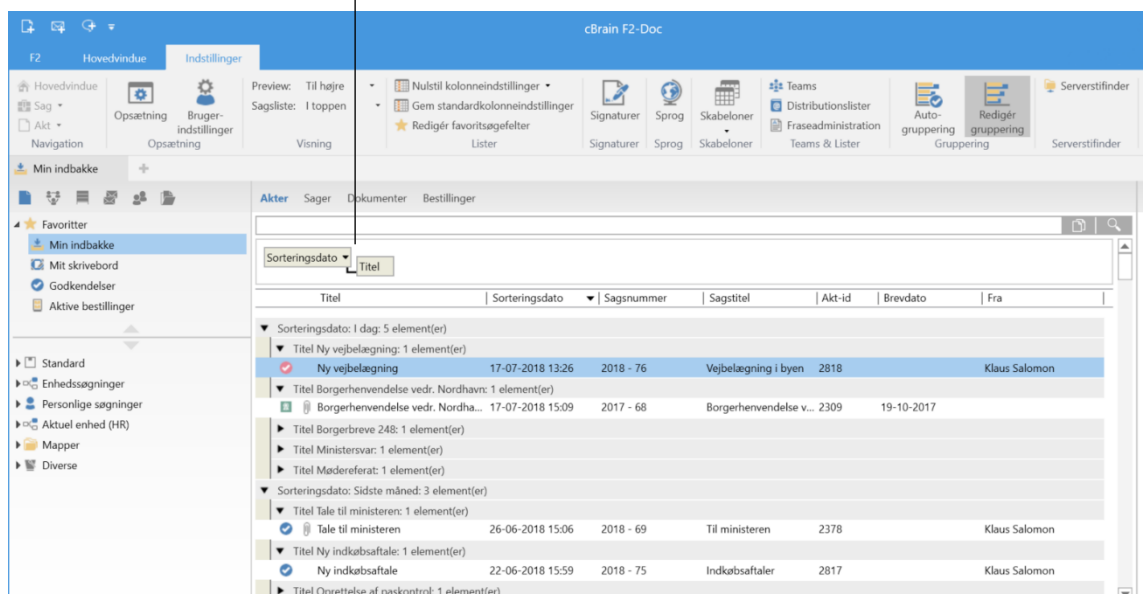 cBrain F2-Doc
F2 Hovedvindue Indstillinger
Hovedvindue
Sag
Akt
Navigation
Opsætning
Bruger-
indstillinger
Opsætning
Preview: Til højre
Sagsliste: I toppen
Visning
Nulstil kolonneindstillinger
Gem standardkolonneindstillinger
Redigér favoritsøgefelter
Lister
Signaturer
Signaturer
Sprog
Sprog
Skabeloner
Skabeloner
Teams
Distributionslister
Fraseadministration
Teams & Lister
Auto-
gruppering
Redigér
gruppering
Gruppering
Serverstifinder
Serverstifinder
Min indbakke
Favoritter
Min indbakke
Mit skrivebord
Godkendelser
Aktive bestillinger
Standard
Enhedssøgninger
Personlige søgninger
Aktuel enhed (HR)
Mapper
Diverse
Akter Sager Dokumenter Bestillinger
Sorteringsdato
Titel
Titel Sorteringsdato Sagsnummer Sagstitel Akt-id Brevdato Fra
Sorteringsdato: I dag: 5 element(er)
Titel Ny vejbelægning: 1 element(er)
Ny vejbelægning 17-07-2018 13:26 2018 - 76 Vejbelægning i byen 2818 Klaus Salomon
Titel Borgerhenvendelse vedr. Nordhavn: 1 element(er)
Borgerhenvendelse vedr. Nordha... 17-07-2018 15:09 2017 - 68 Borgerhenvendelse v... 2309 19-10-2017
Titel Borgerbreve 248: 1 element(er)
Titel Ministersvar: 1 element(er)
Titel Mødereferat: 1 element(er)
Sorteringsdato: Sidste måned: 3 element(er)
Titel Tale til ministeren: 1 element(er)
Tale til ministeren 26-06-2018 15:06 2018 - 69 Til ministeren 2378 Klaus Salomon
Titel Ny indkøbsaftale: 1 element(er)
Ny indkøbsaftale 22-06-2018 15:59 2018 - 75 Indkøbsaftaler 2817 Klaus Salomon
Titel Oprettelse af paskontrol: 1 element(er)